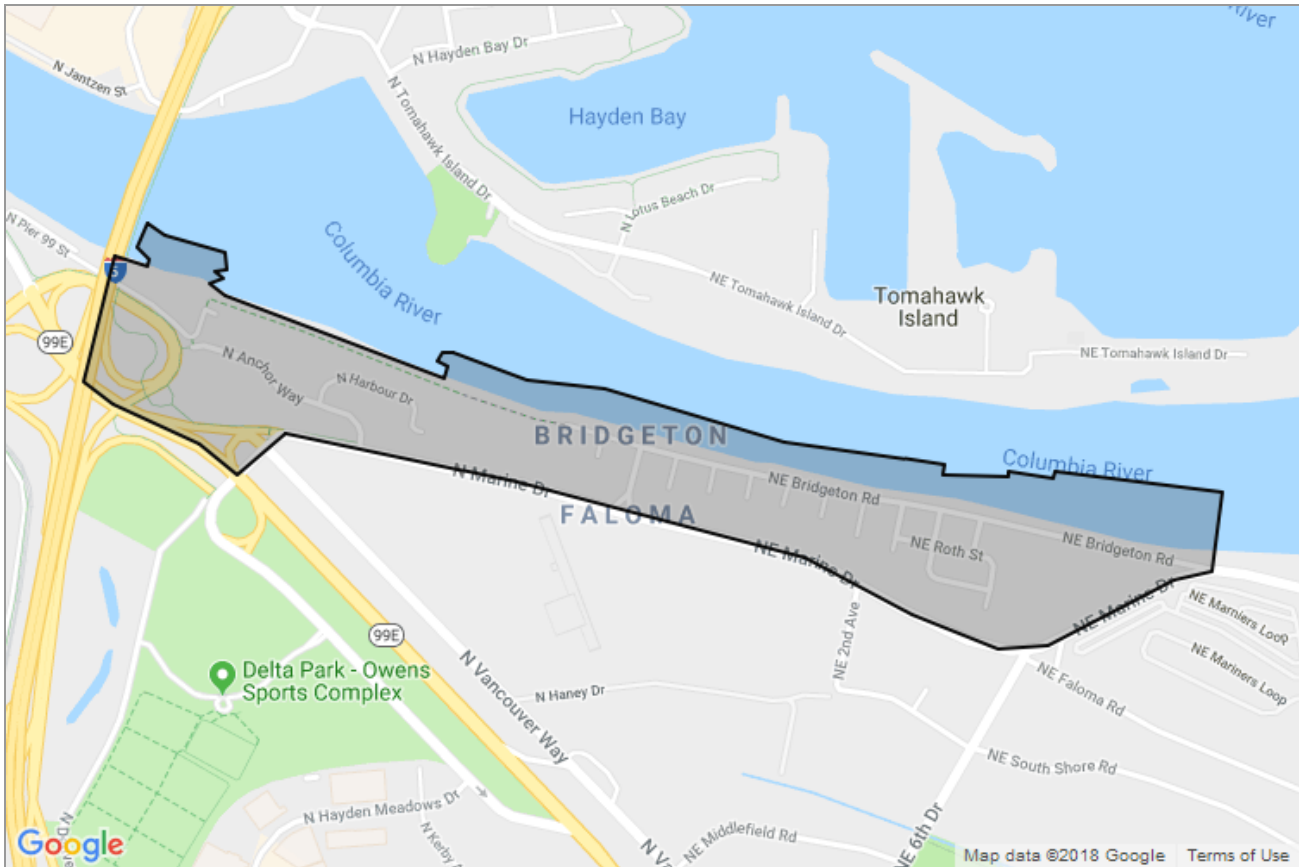 River
N Hayden Bay Dr
N Jantzen St
N Tomahawk Island Dr
Hayden Bay
N Lotus Beach Dr
N Pier 99 St
Columbia River
NE Tomahawk Island Dr
Tomahawk
Island
5
99E
NE Tomahawk Island Dr
N Anchor Way
N Harbour Dr
BRIDGETON
Columbia River
N Marine Dr
NE Bridgeton Rd
FALOMA
NE Roth St
NE Bridgeton Rd
NE Marine Dr
NE Marine Dr
NE Marniers Loop
NE 2nd Ave
99E
Delta Park - Owens
Sports Complex
N Vancouver Way
N Haney Dr
NE Mariners Loop
NE Faloma Rd
NE South Shore Rd
N Hayden Meadows Dr
N Kerby
NE Middlefield Rd
NE 6th Dr
Google
Map data ©2018 Google
Terms of Use